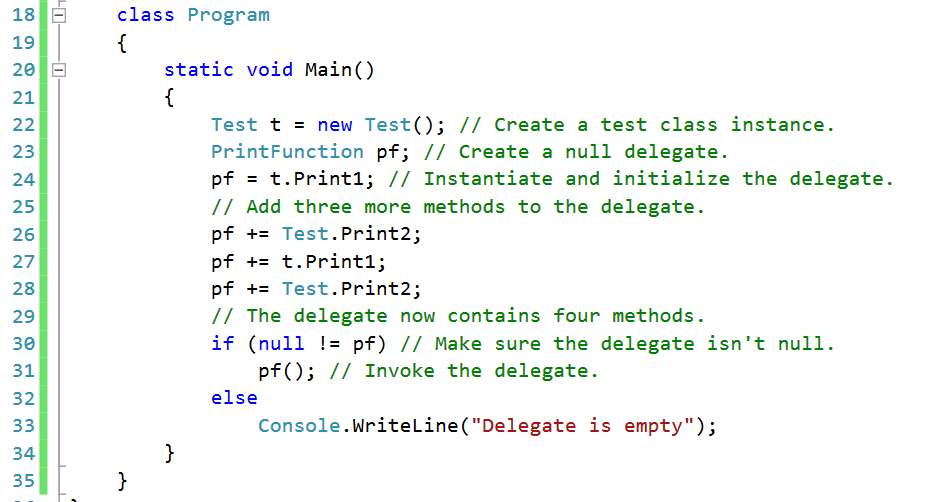 18 class Program
19 {
20 static void Main()
21 {
22 Test t = new Test(); // Create a test class instance.
23 PrintFunction pf; // Create a null delegate.
24 pf = t.Print1; // Instantiate and initialize the delegate.
25 // Add three more methods to the delegate.
26 pf += Test.Print2;
27 pf += t.Print1;
28 pf += Test.Print2;
29 // The delegate now contains four methods.
30 if (null != pf) // Make sure the delegate isn't null.
31 pf(); // Invoke the delegate.
32 else
33 Console.WriteLine("Delegate is empty");
34 }
35 }